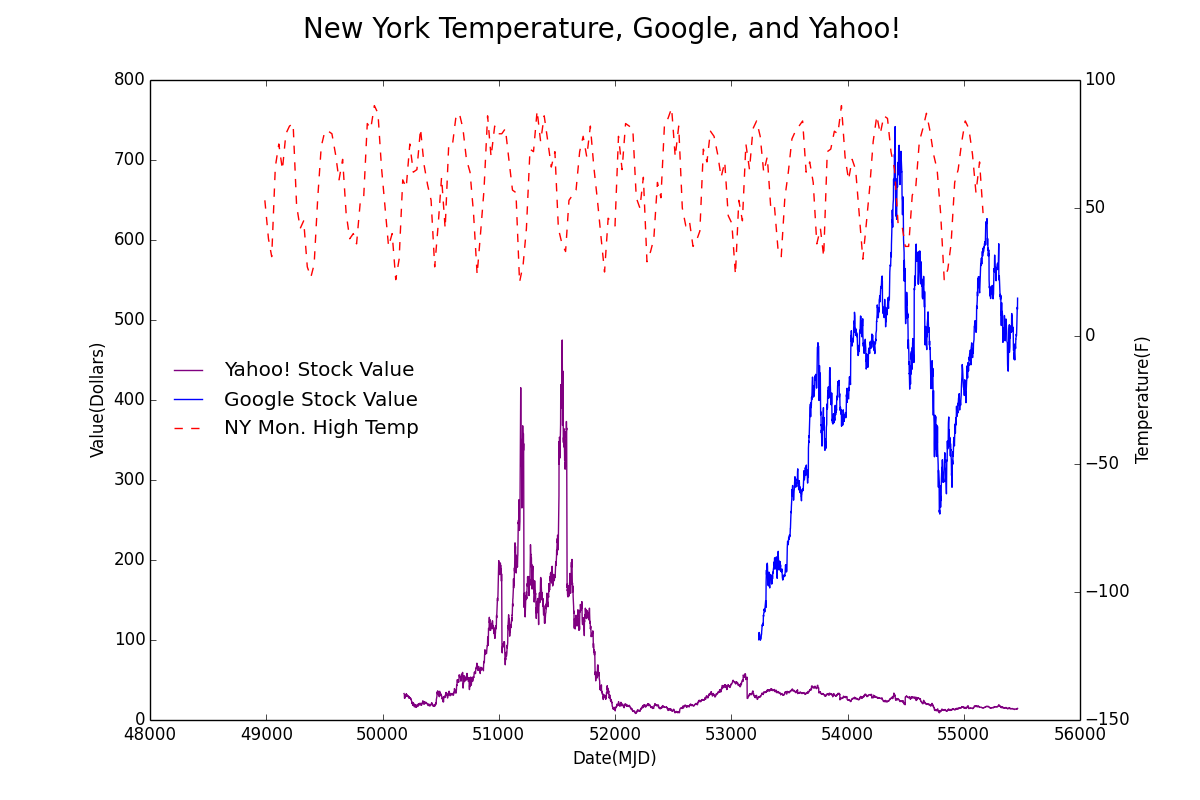 New York Temperature, Google, and Yahoo!
800
700
600
500
400
300
200
100
0
Value(Dollars)
100
50
0
−50
−100
−150
Temperature(F)
Yahoo! Stock Value
Google Stock Value
NY Mon. High Temp
48000 49000 50000 51000 52000 53000 54000 55000 56000
Date(MJD)